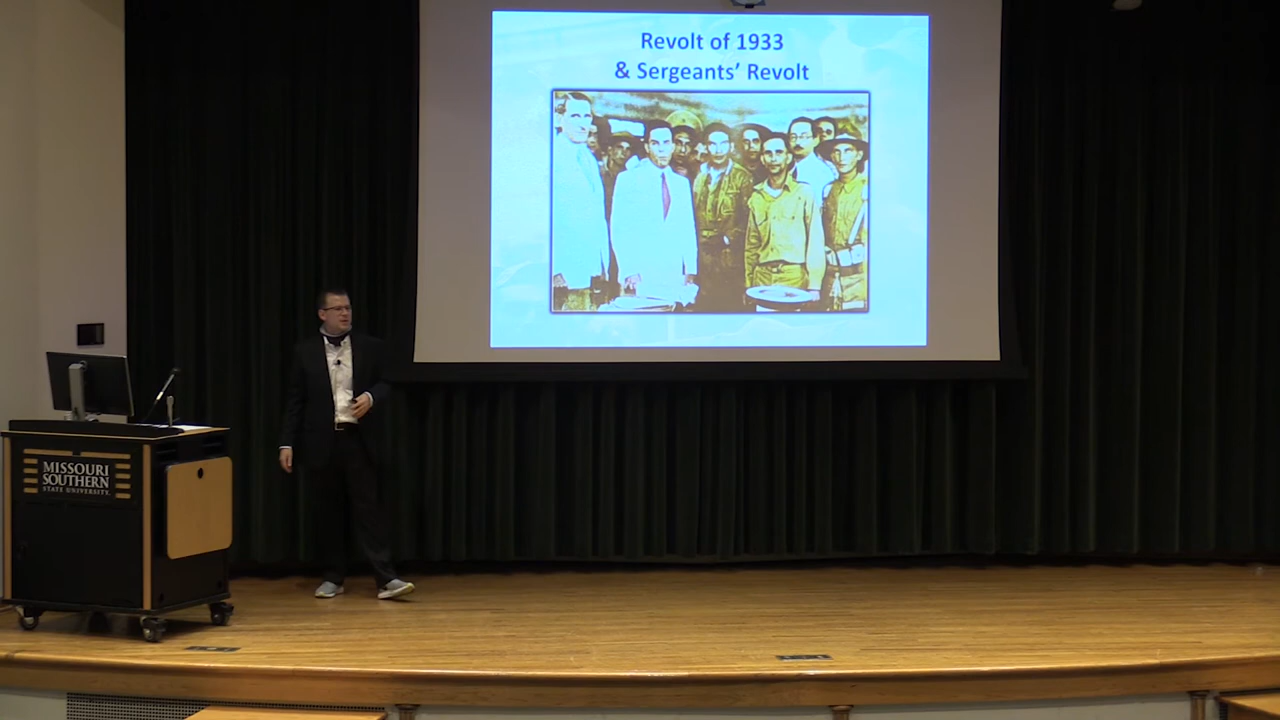 Revolt of 1933
& Sergeants' Revolt
MISSOURI
SOUTHERN
STATE UNIVERSITY.